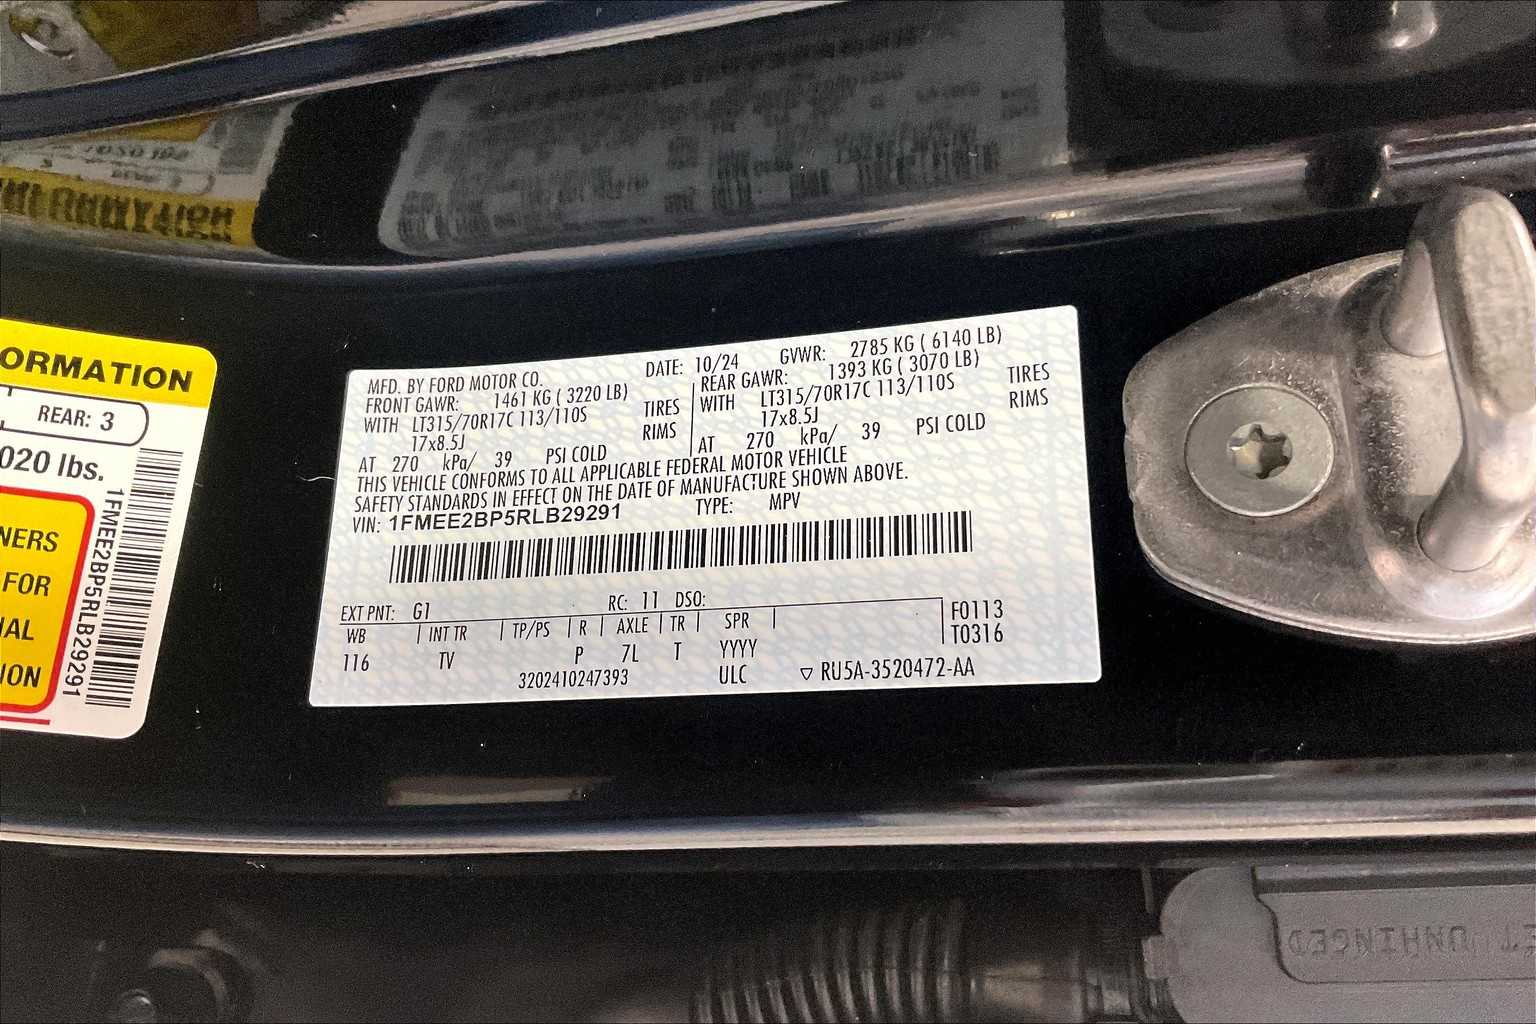 ORMATION
REAR: 3
020 lbs.
NERS
FOR
NAL
ION
1FMEE2BP5RLB29291
MFD. BY FORD MOTOR CO. DATE: 10/24 GVWR: 2785 KG ( 6140 LB)
FRONT GAWR: 1461 KG ( 3220 LB) REAR GAWR: 1393 KG ( 3070 LB)
WITH LT315/70R17C 113/110S TIRES WITH LT315/70R17C 113/110S TIRES
17x8.5J RIMS 17x8.5J RIMS
AT 270 kPa/ 39 PSI COLD AT 270 kPa/ 39 PSI COLD
THIS VEHICLE CONFORMS TO ALL APPLICABLE FEDERAL MOTOR VEHICLE
SAFETY STANDARDS IN EFFECT ON THE DATE OF MANUFACTURE SHOWN ABOVE.
VIN: 1FMEE2BP5RLB29291 TYPE: MPV
EXT PNT: G1 RC: 11 DSO:
WB INT TR TP/PS R AXLE TR SPR F0113
116 TV P 7L T YYYY T0316
3202410247393 ULC ▽ RU5A-3520472-AA
ET UNHINGED